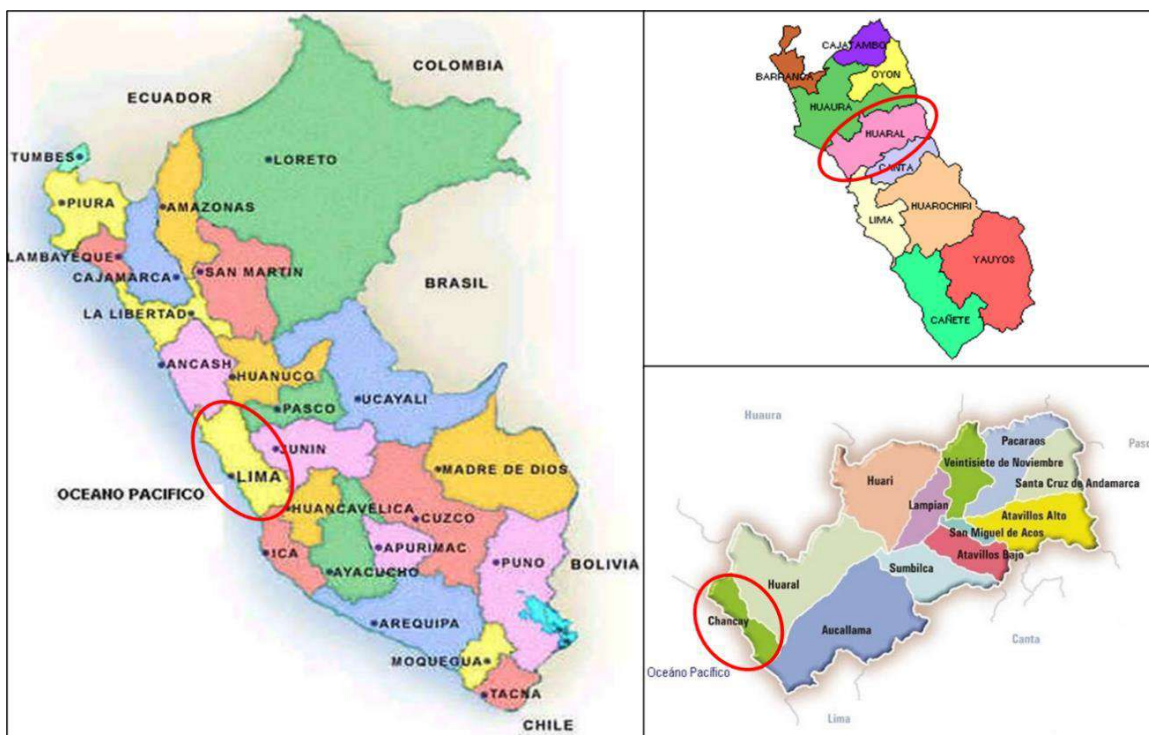 COLOMBIA
ECUADOR
TUMBES
LORETO
PIURA
AMAZONAS
LAMBAYEQUE
SAN MARTIN
CAJAMARCA
BRASIL
LA LIBERTAD
ANCASH
HUANUCO
UCAYALI
PASCO
JUNIN
LIMA
MADRE DE DIOS
OCEANO PACIFICO
HUANCAVELICA
CUZCO
ICA
APURIMAC
PUNO
BOLIVIA
AYACUCHO
AREQUIPA
MOQUEGUA
TACNA
CHILE
CAJATAMBO
BARRANCA
OYON
HUAURA
HUARAL
CANTA
HUAROCHIRI
LIMA
YAUYOS
CAÑETE
Huaura
Pacaraos
Veintisiete de Noviembre
Huari
Santa Cruz de Andamarca
Lampian
Atavillos Alto
San Miguel de Acos
Atavillos Bajo
Sumbilca
Huaral
Chancay
Aucallama
Canta
Oceáno Pacífico
Lima